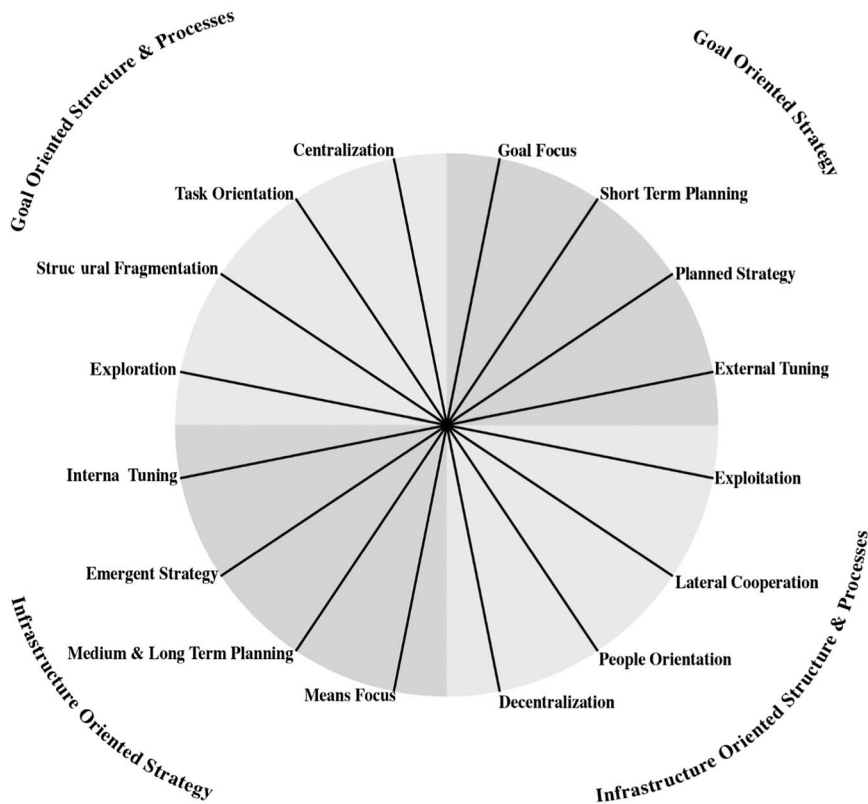 Goal Oriented Structure & Processes
Goal Oriented Strategy
Centralization
Goal Focus
Task Orientation
Short Term Planning
Struc ural Fragmentation
Planned Strategy
Exploration
External Tuning
Interna Tuning
Exploitation
Emergent Strategy
Lateral Cooperation
Medium & Long Term Planning
People Orientation
Means Focus
Decentralization
Infrastructure Oriented Strategy
Infrastructure Oriented Structure & Processes